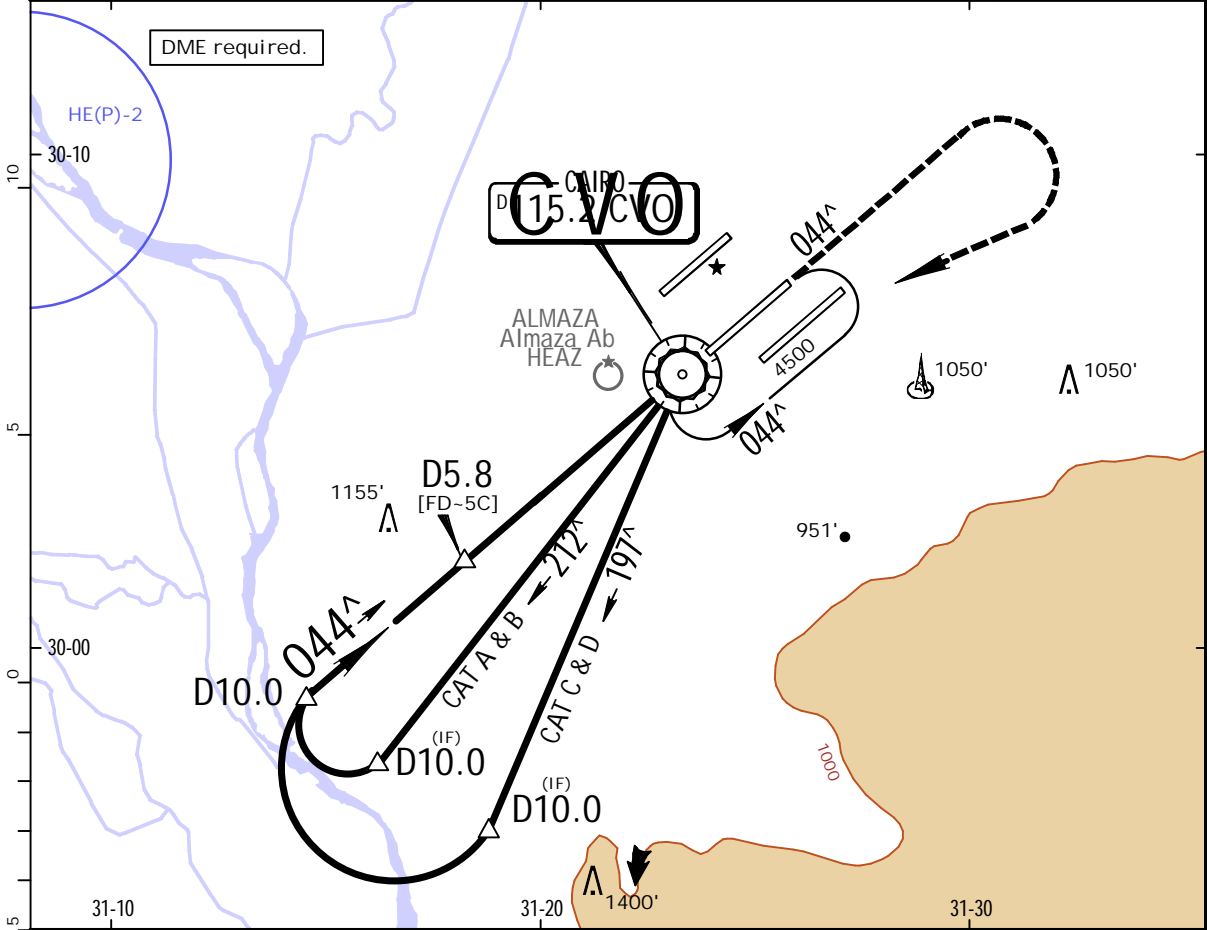 DME required.
HE(P)-2
10
30-10
CAIRO
D 115.2 CVO
C V O
044^
ALMAZA
Almaza Ab
HEAZ
4500
1050'
1050'
044^
5
D5.8
[FD~5C]
1155'
951'
212^
197^
044^
CAT A & B
CAT C & D
30-00
0
D10.0
(IF)
D10.0
(IF)
D10.0
1000
1400'
31-10
31-20
31-30
5